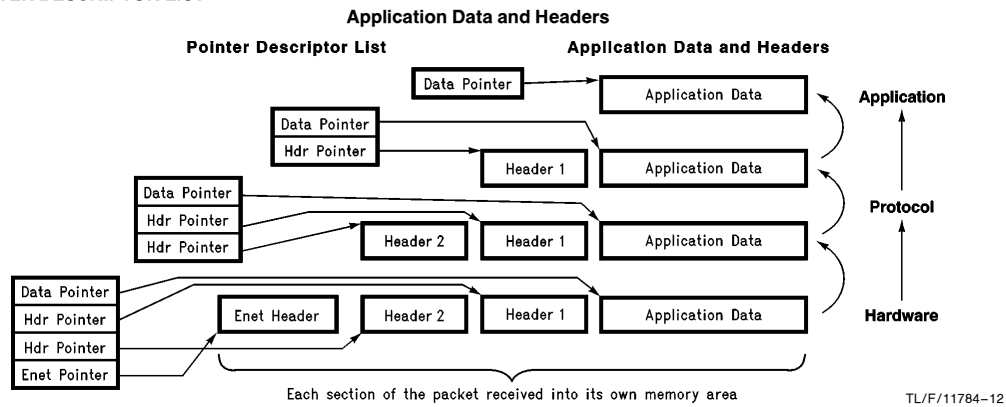 Application Data and Headers
Pointer Descriptor List
Application Data and Headers
Data Pointer
Application Data
Application
Data Pointer
Hdr Pointer
Header 1
Application Data
Data Pointer
Hdr Pointer
Hdr Pointer
Header 2
Header 1
Application Data
Protocol
Data Pointer
Hdr Pointer
Hdr Pointer
Enet Pointer
Enet Header
Header 2
Header 1
Application Data
Hardware
Each section of the packet received into its own memory area
TL/F/11784–12